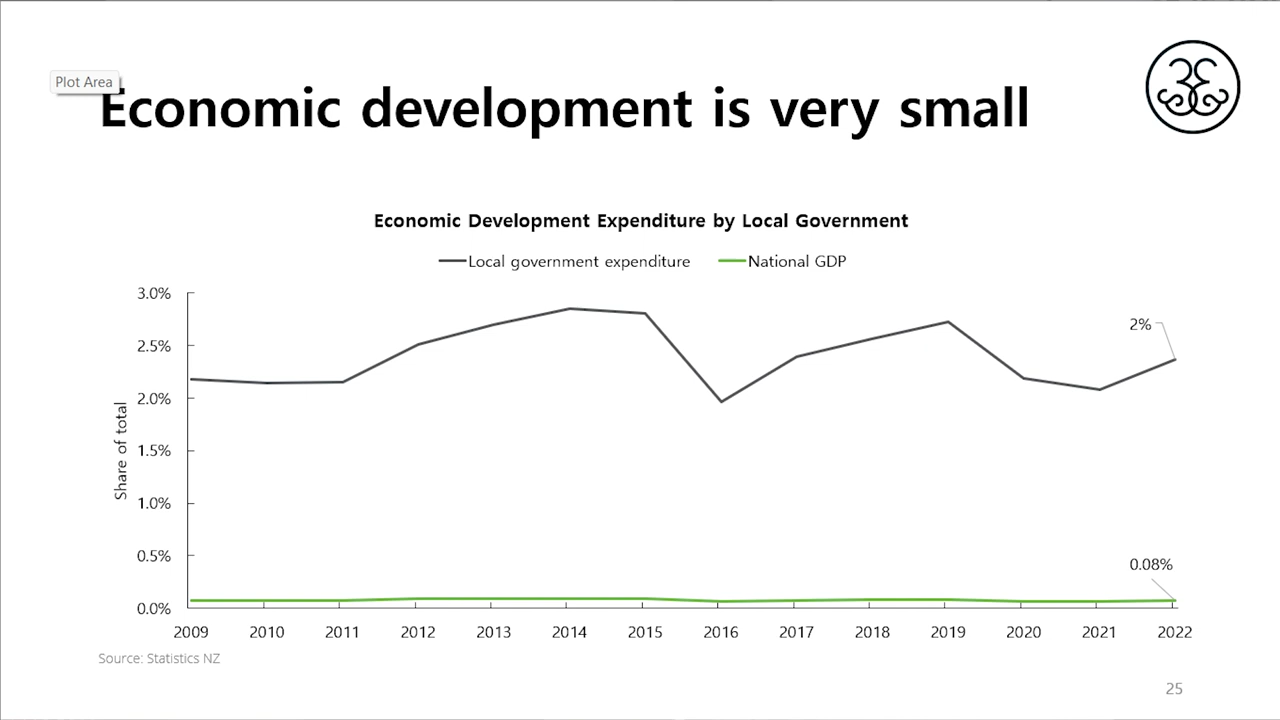 Plot Area
Economic development is very small
Economic Development Expenditure by Local Government
Local government expenditure National GDP
3.0%
2.5%
2.0%
1.5%
1.0%
0.5%
0.0%
Share of total
2%
0.08%
2009 2010 2011 2012 2013 2014 2015 2016 2017 2018 2019 2020 2021 2022
Source: Statistics NZ
25